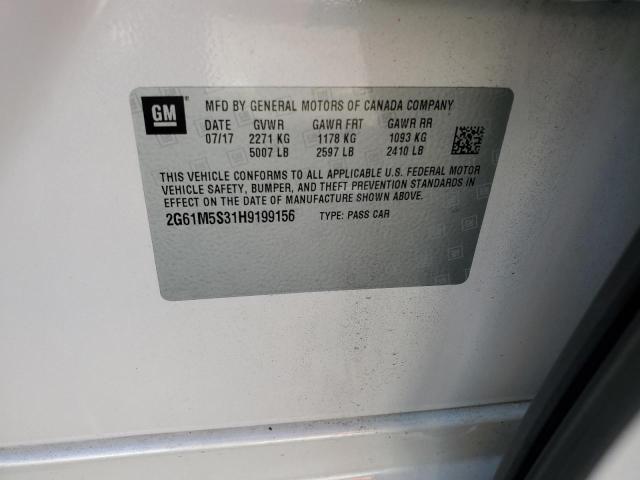 GM
MFD BY GENERAL MOTORS OF CANADA COMPANY
DATE GVWR GAWR FRT GAWR RR
07/17 2271 KG 1178 KG 1093 KG
5007 LB 2597 LB 2410 LB
THIS VEHICLE CONFORMS TO ALL APPLICABLE U.S. FEDERAL MOTOR
VEHICLE SAFETY, BUMPER, AND THEFT PREVENTION STANDARDS IN
EFFECT ON THE DATE OF MANUFACTURE SHOWN ABOVE.
2G61M5S31H9199156 TYPE: PASS CAR